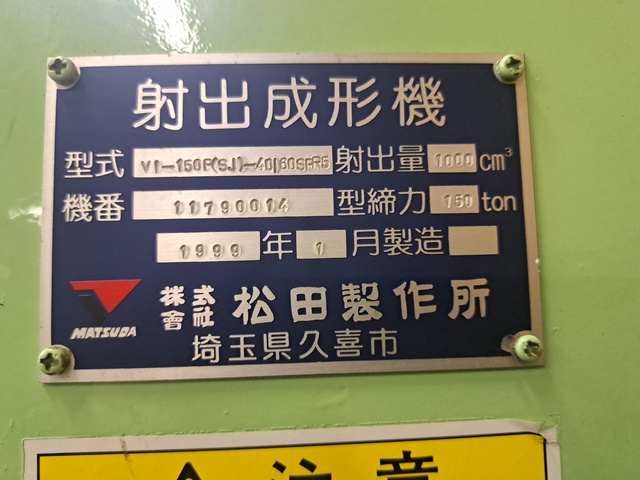 射出成形機
型式 V1-150P(SJ)-40|60SPR5 射出量 1000 cm³
機番 11790014 型締力 150 ton
1999 年 1 月製造
MATSUDA 株式會社 松田製作所
埼玉県久喜市
注意